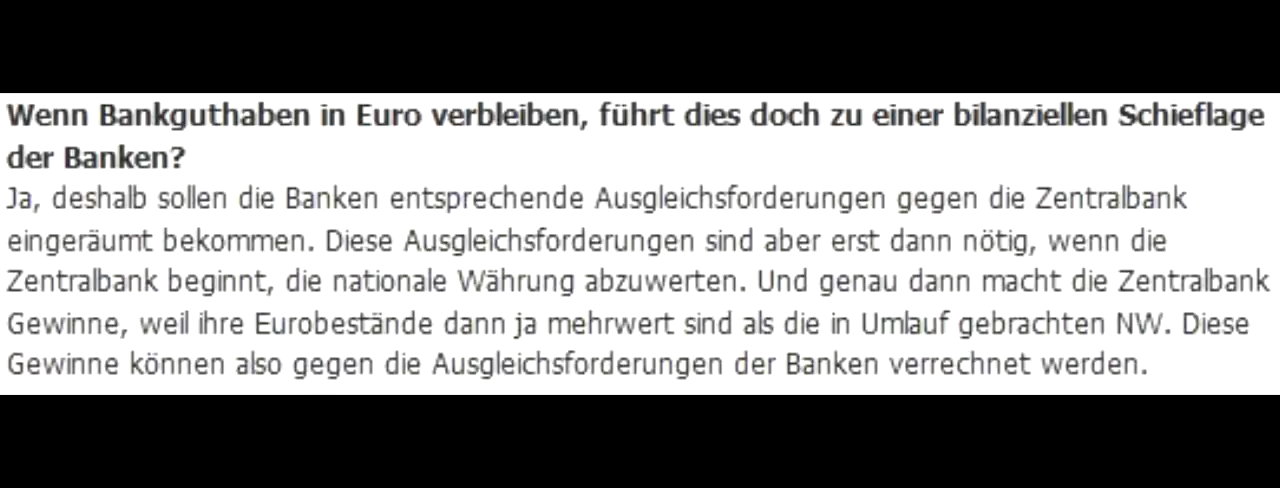 Wenn Bankguthaben in Euro verbleiben, führt dies doch zu einer bilanziellen Schieflage
der Banken?
Ja, deshalb sollen die Banken entsprechende Ausgleichsforderungen gegen die Zentralbank
eingeräumt bekommen. Diese Ausgleichsforderungen sind aber erst dann nötig, wenn die
Zentralbank beginnt, die nationale Währung abzuwerten. Und genau dann macht die Zentralbank
Gewinne, weil ihre Eurobestände dann ja mehrwert sind als die in Umlauf gebrachten NW. Diese
Gewinne können also gegen die Ausgleichsforderungen der Banken verrechnet werden.